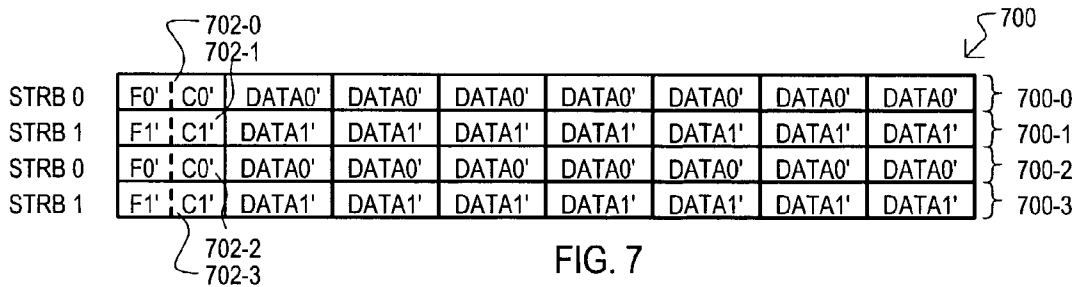 702-0
702-1
700
STRB 0 F0' C0' DATA0' DATA0' DATA0' DATA0' DATA0' DATA0' DATA0' 700-0
STRB 1 F1' C1' DATA1' DATA1' DATA1' DATA1' DATA1' DATA1' DATA1' 700-1
STRB 0 F0' C0' DATA0' DATA0' DATA0' DATA0' DATA0' DATA0' DATA0' 700-2
STRB 1 F1' C1' DATA1' DATA1' DATA1' DATA1' DATA1' DATA1' DATA1' 700-3
702-2
702-3
FIG. 7